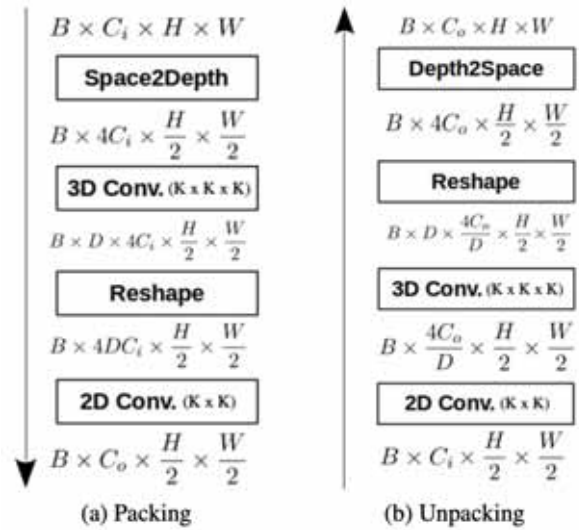 B × C_i × H × W
Space2Depth
B × 4C_i × H/2 × W/2
3D Conv. (K x K x K)
B × D × 4C_i × H/2 × W/2
Reshape
B × 4DC_i × H/2 × W/2
2D Conv. (K x K)
B × C_o × H/2 × W/2
(a) Packing
B × C_o × H × W
Depth2Space
B × 4C_o × H/2 × W/2
Reshape
B × D × 4C_o/D × H/2 × W/2
3D Conv. (K x K x K)
B × 4C_o/D × H/2 × W/2
2D Conv. (K x K)
B × C_i × H/2 × W/2
(b) Unpacking